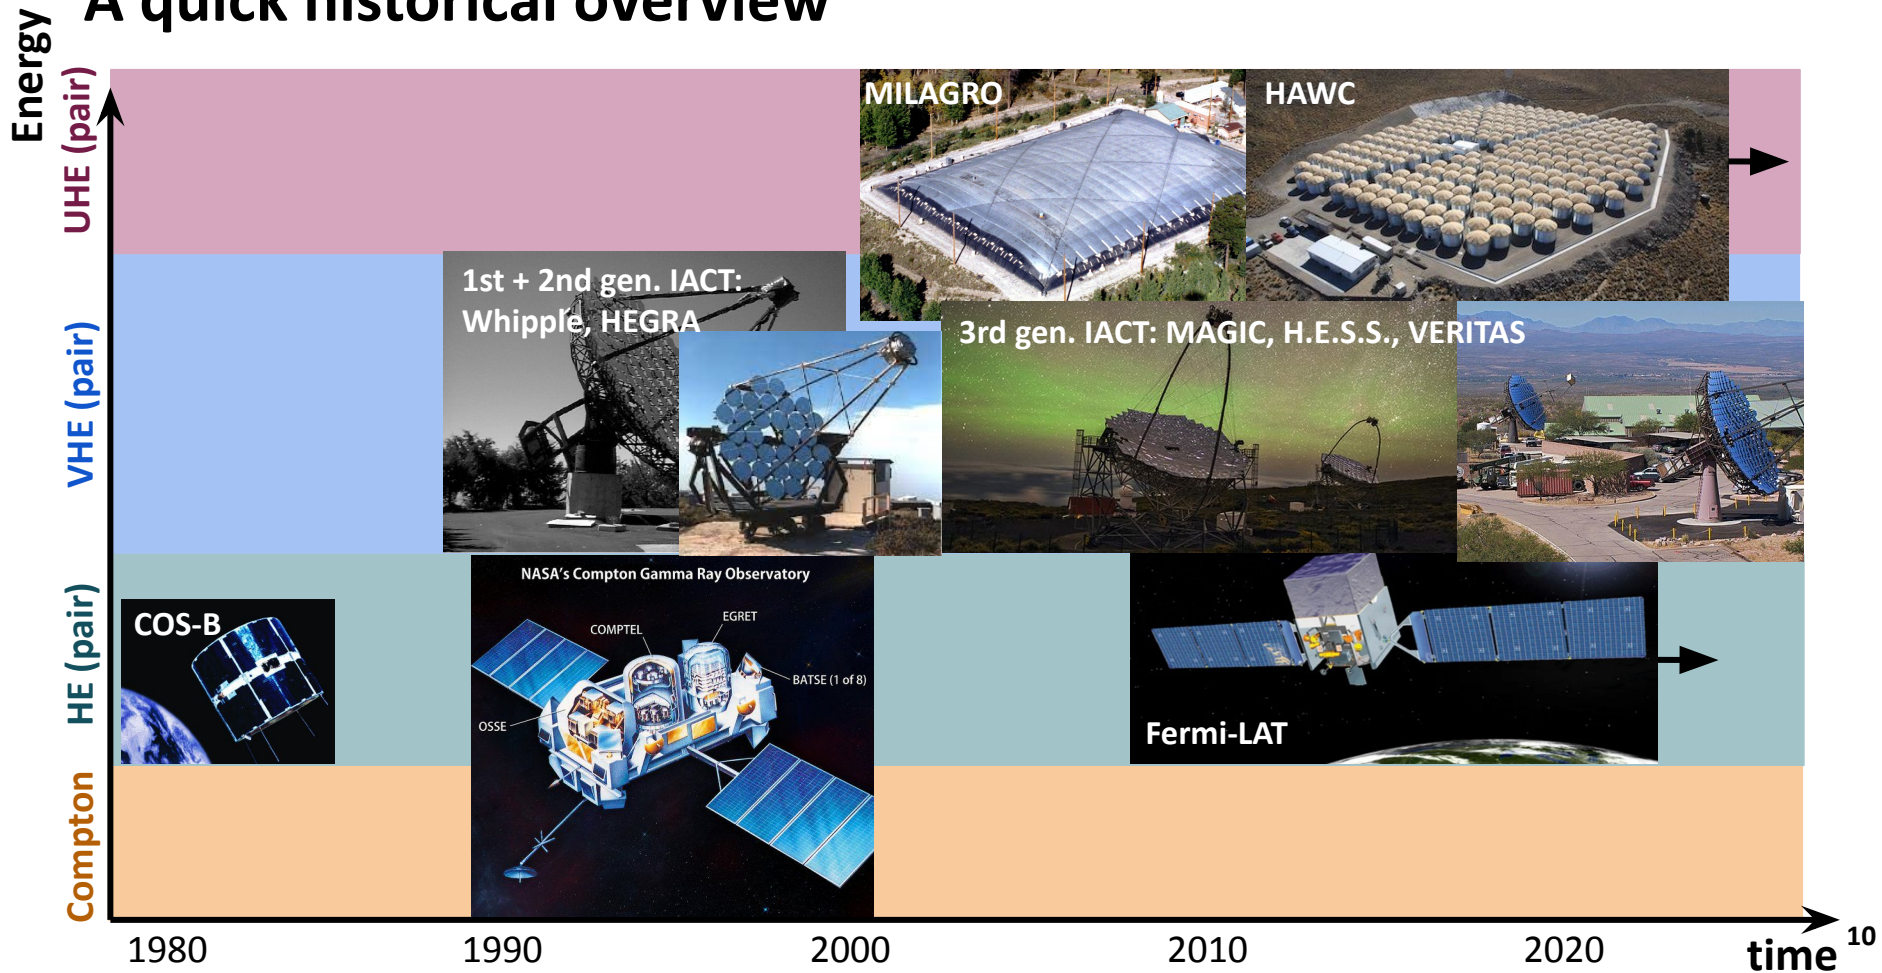 A quick historical overview
Energy
UHE (pair)
VHE (pair)
HE (pair)
Compton
MILAGRO
HAWC
1st + 2nd gen. IACT:
Whipple, HEGRA
3rd gen. IACT: MAGIC, H.E.S.S., VERITAS
COS-B
NASA's Compton Gamma Ray Observatory
COMPTEL
EGRET
BATSE (1 of 8)
OSSE
Fermi-LAT
1980
1990
2000
2010
2020
time
10